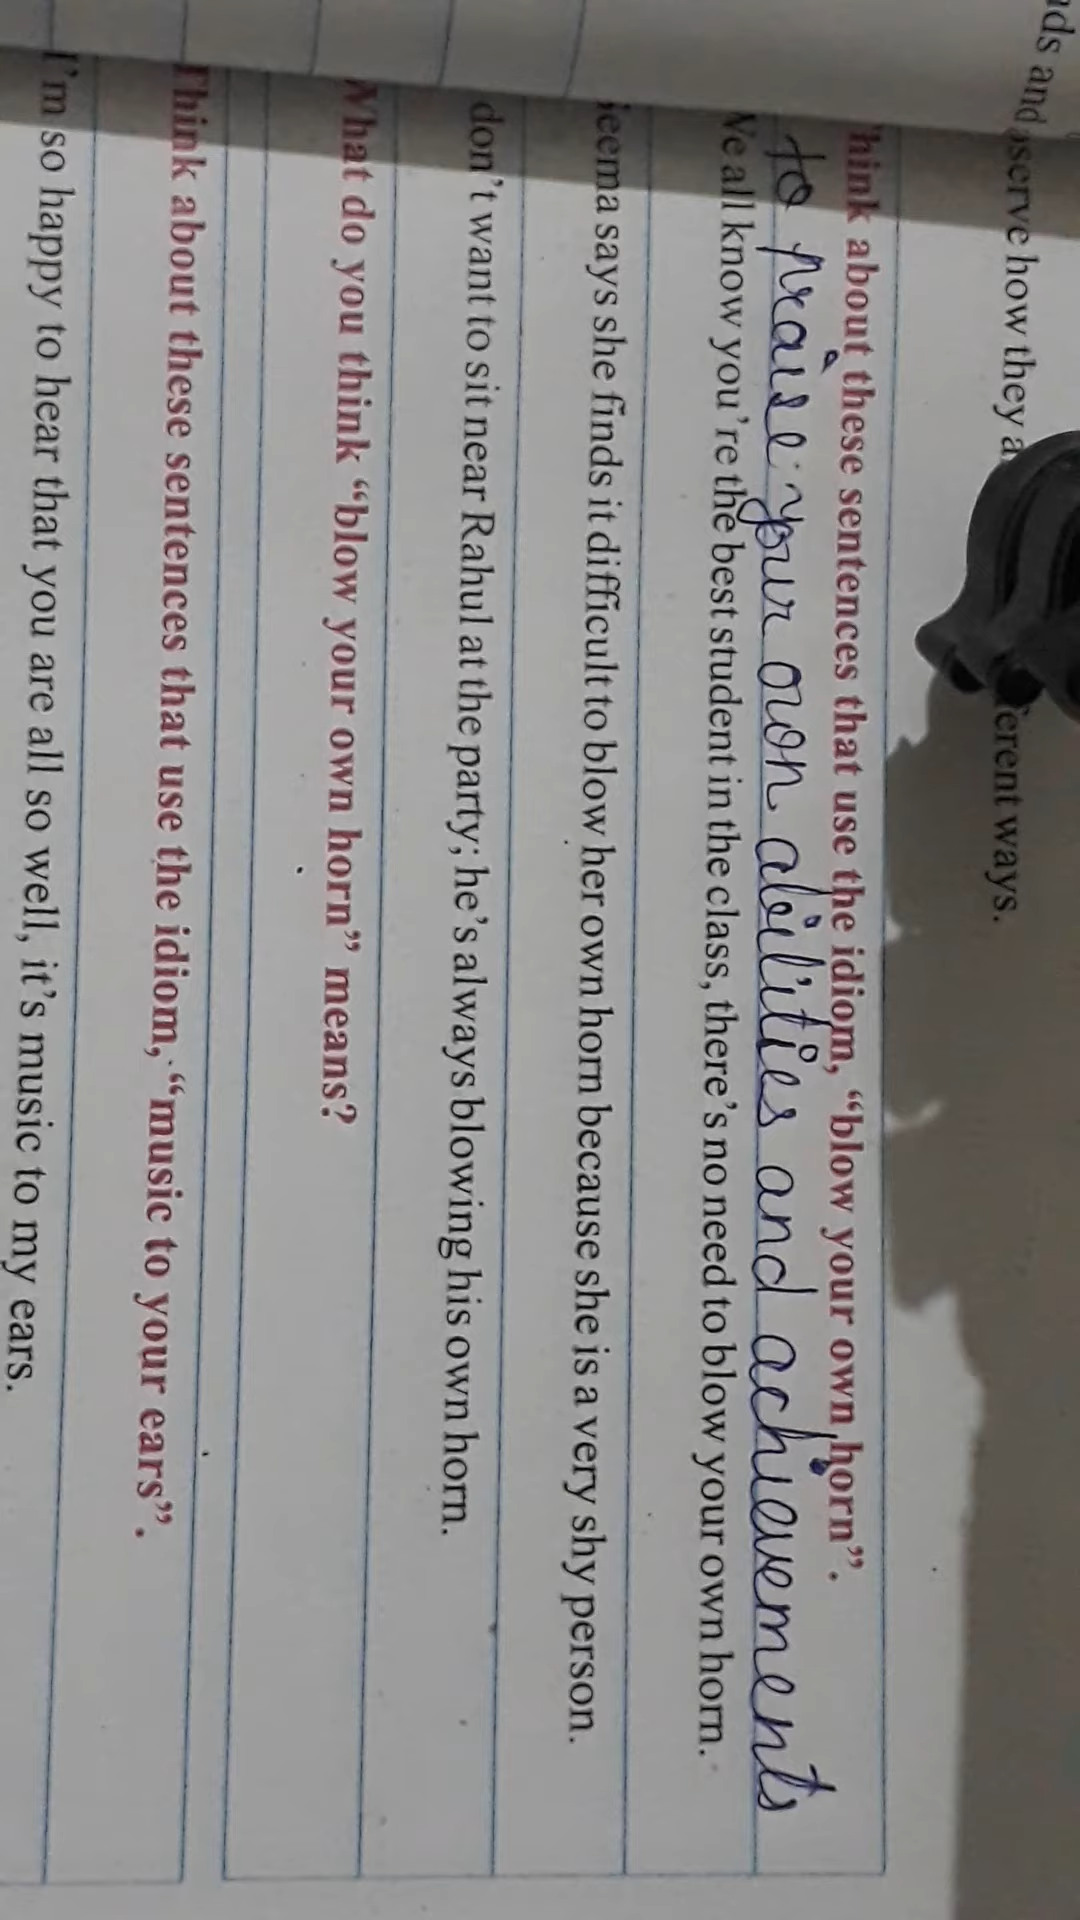 and serve how they erent ways.
about these sentences that use the idiom, “blow your own horn”.
to praise your own abilities and achievements
all know you’re the best student in the class, there’s no need to blow your own horn.
says she finds it difficult to blow her own horn because she is a very shy person.
don’t want to sit near Rahul at the party; he’s always blowing his own horn.
What do you think “blow your own horn” means?
Think about these sentences that use the idiom, “music to your ears”.
I’m so happy to hear that you are all so well, it’s music to my ears.